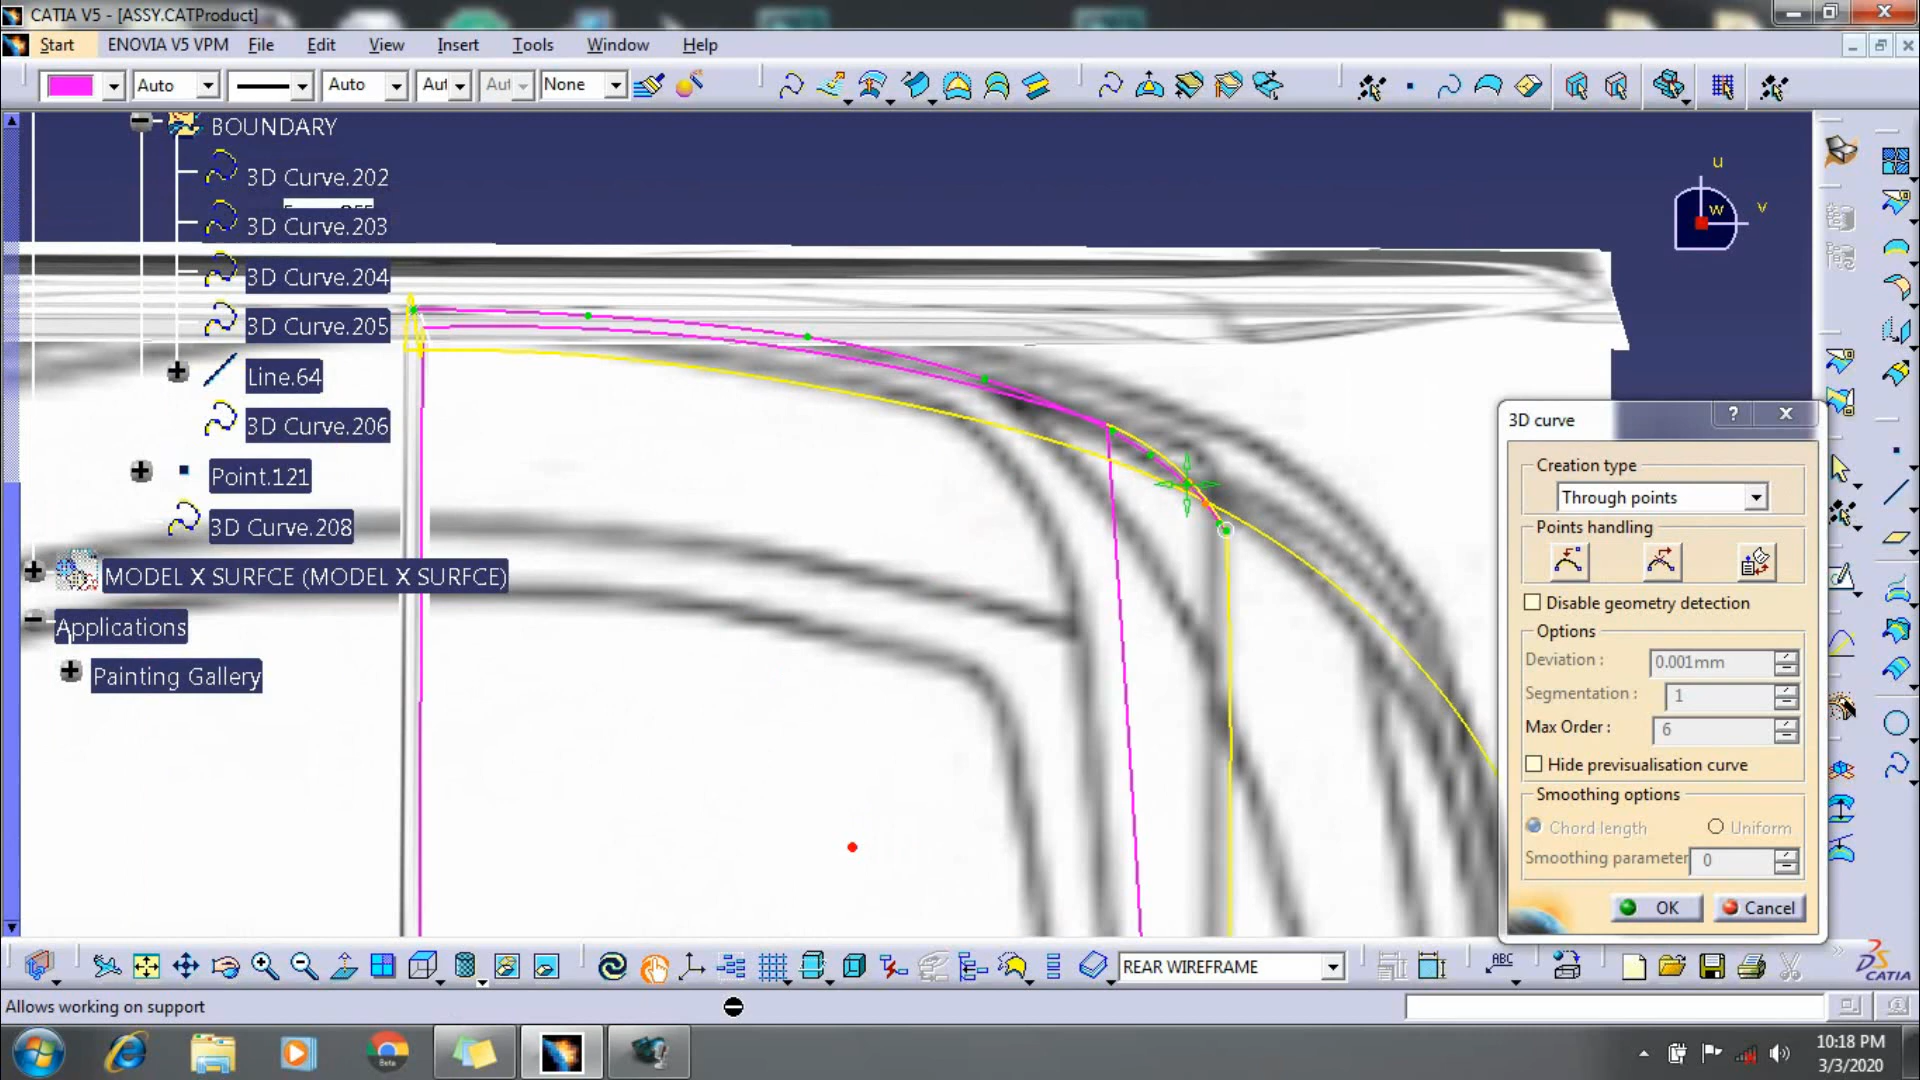 CATIA V5 - [ASSY.CATProduct]
Start ENOVIA V5 VPM File Edit View Insert Tools Window Help
Auto Auto Aut Aut None
BOUNDARY
3D Curve.202
3D Curve.203
3D Curve.204
3D Curve.205
Line.64
3D Curve.206
Point.121
3D Curve.208
MODEL X SURFCE (MODEL X SURFCE)
Applications
Painting Gallery
u
w v
3D curve
Creation type
Through points
Points handling
Disable geometry detection
Options
Deviation : 0.001mm
Segmentation : 1
Max Order : 6
Hide previsualisation curve
Smoothing options
Chord length Uniform
Smoothing parameter 0
OK Cancel
REAR WIREFRAME
ABC
CATIA
Allows working on support
Beta
10:18 PM
3/3/2020